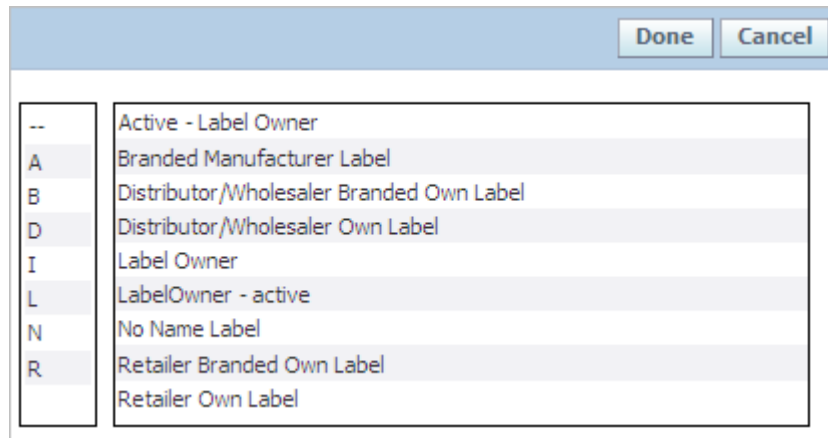 Done Cancel
-- Active - Label Owner
A Branded Manufacturer Label
B Distributor/Wholesaler Branded Own Label
D Distributor/Wholesaler Own Label
I Label Owner
L LabelOwner - active
N No Name Label
R Retailer Branded Own Label
Retailer Own Label